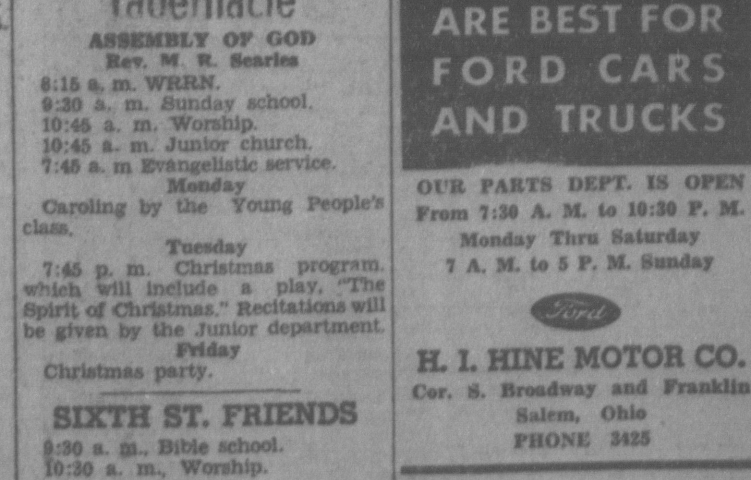 Tabernacle
ASSEMBLY OF GOD
Rev. M. R. Searles
8:15 a. m. WRRN.
9:30 a. m. Sunday school.
10:45 a. m. Worship.
10:45 a. m. Junior church.
7:45 a. m Evangelistic service.
Monday
Caroling by the Young People's
class.
Tuesday
7:45 p. m. Christmas program.
which will include a play, "The
Spirit of Christmas." Recitations will
be given by the Junior department.
Friday
Christmas party.
SIXTH ST. FRIENDS
9:30 a. m., Bible school.
10:30 a. m., Worship.
ARE BEST FOR
FORD CARS
AND TRUCKS
OUR PARTS DEPT. IS OPEN
From 7:30 A. M. to 10:30 P. M.
Monday Thru Saturday
7 A. M. to 5 P. M. Sunday
Ford
H. I. HINE MOTOR CO.
Cor. S. Broadway and Franklin
Salem, Ohio
PHONE 3425